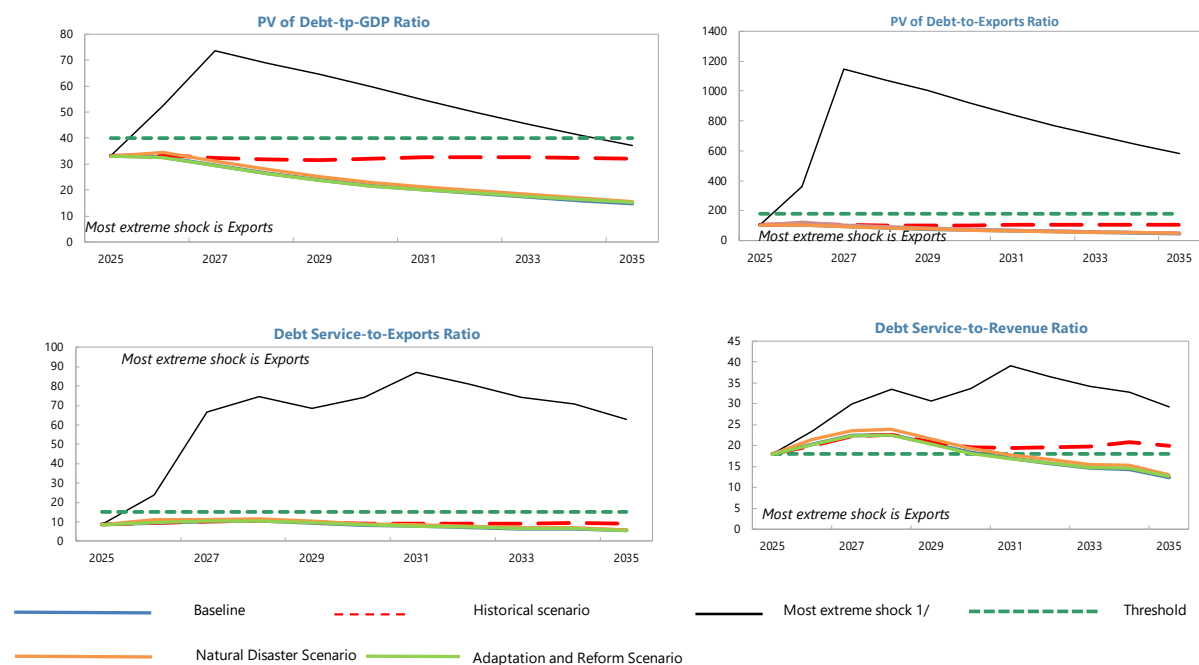 PV of Debt-tp-GDP Ratio
80
70
60
50
40
30
20
10
0
Most extreme shock is Exports
2025 2027 2029 2031 2033 2035
PV of Debt-to-Exports Ratio
1400
1200
1000
800
600
400
200
0
Most extreme shock is Exports
2025 2027 2029 2031 2033 2035
Debt Service-to-Exports Ratio
100
90
80
70
60
50
40
30
20
10
0
Most extreme shock is Exports
2025 2027 2029 2031 2033 2035
Debt Service-to-Revenue Ratio
45
40
35
30
25
20
15
10
5
0
Most extreme shock is Exports
2025 2027 2029 2031 2033 2035
Baseline Historical scenario Most extreme shock 1/ Threshold
Natural Disaster Scenario Adaptation and Reform Scenario